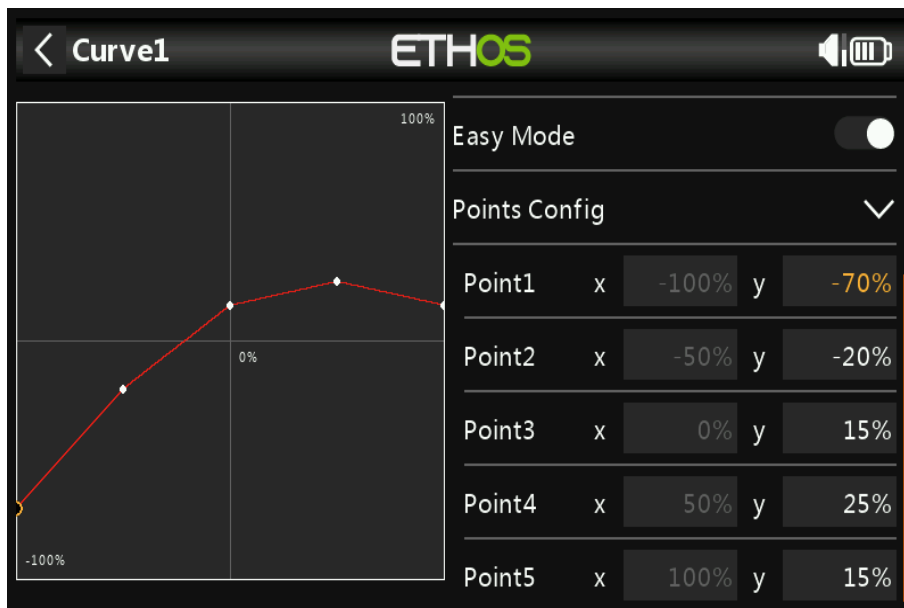 Curve1
ETHOS
100%
0%
-100%
Easy Mode
Points Config
Point1 x -100% y -70%
Point2 x -50% y -20%
Point3 x 0% y 15%
Point4 x 50% y 25%
Point5 x 100% y 15%